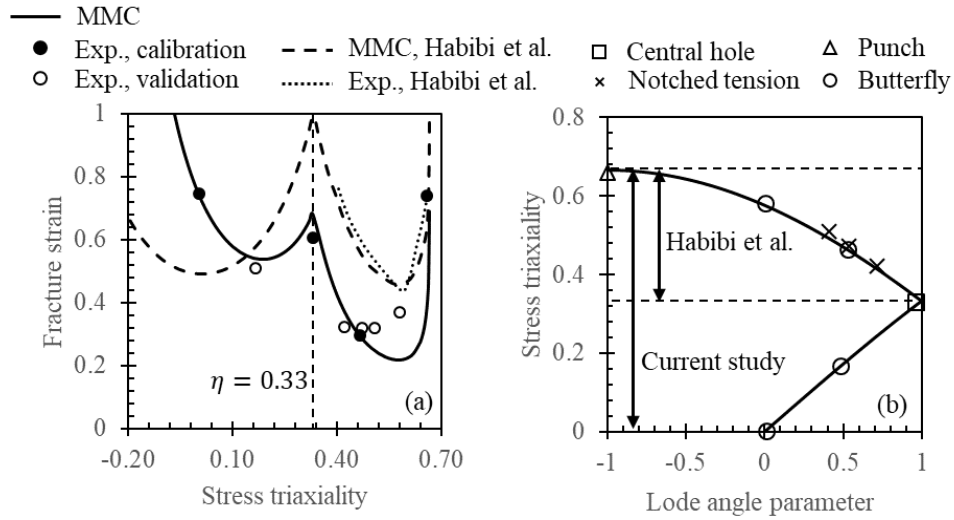 MMC
Exp., calibration
MMC, Habibi et al.
Central hole
Punch
Exp., validation
Exp., Habibi et al.
Notched tension
Butterfly
Fracture strain
1
0.8
0.6
0.4
0.2
0
η = 0.33
(a)
-0.20
0.10
0.40
0.70
Stress triaxiality
Stress triaxiality
0.8
0.6
0.4
0.2
0
Habibi et al.
Current study
(b)
-1
-0.5
0
0.5
1
Lode angle parameter